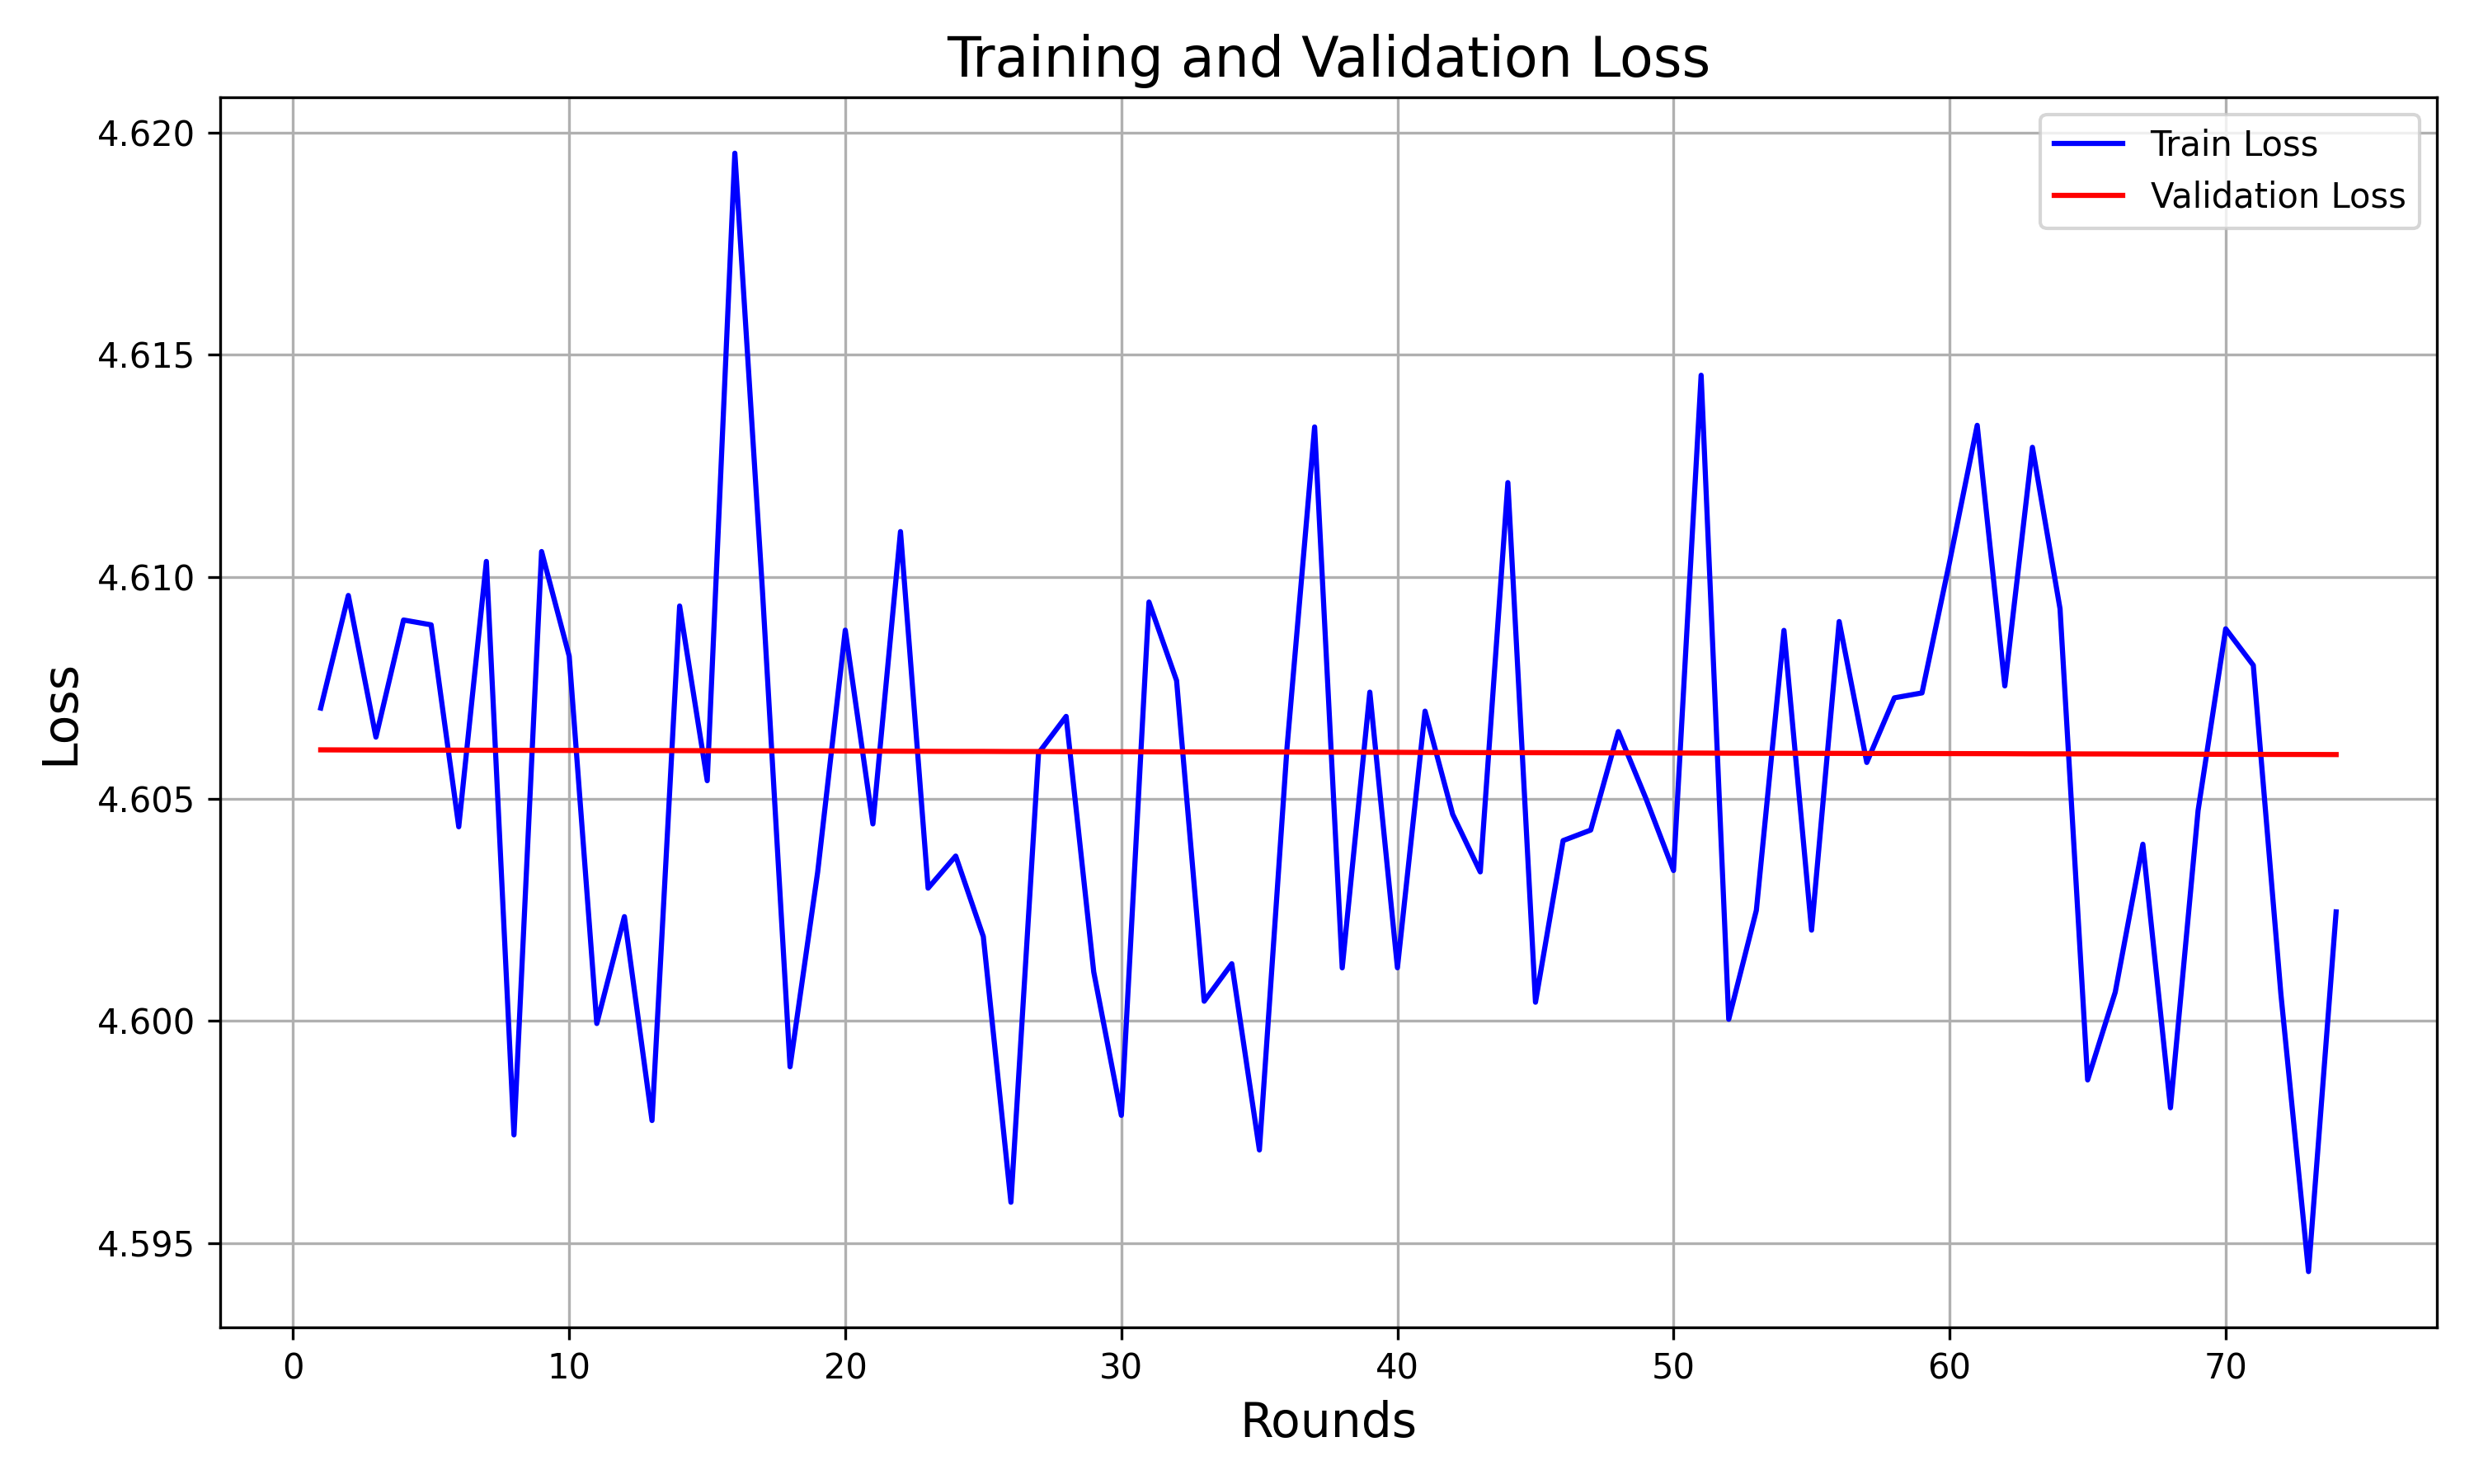 Training and Validation Loss
Train Loss
Validation Loss
4.620
4.615
4.610
4.605
4.600
4.595
Loss
0 10 20 30 40 50 60 70
Rounds